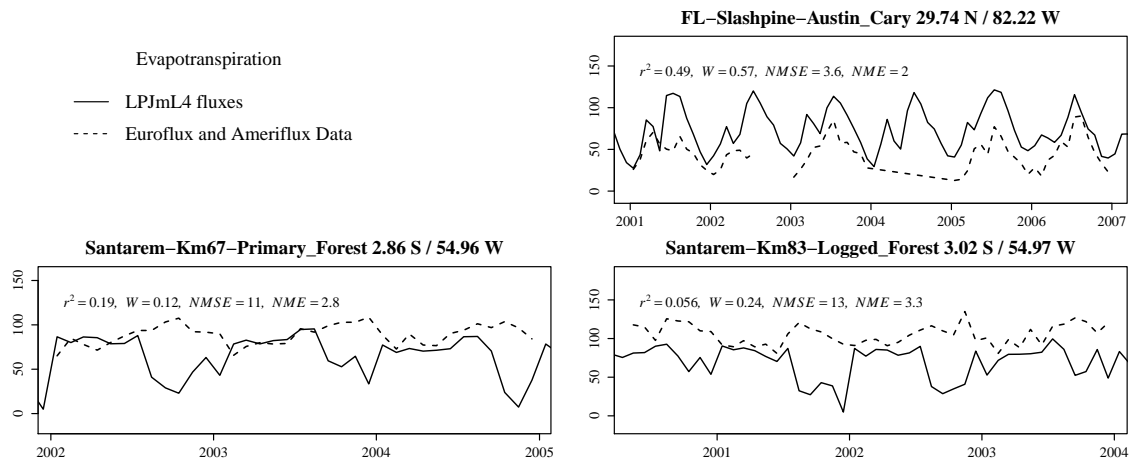 FL−Slashpine−Austin_Cary 29.74 N / 82.22 W
Evapotranspiration
LPJmL4 fluxes
Euroflux and Ameriflux Data
r² = 0.49, W = 0.57, NMSE = 3.6, NME = 2
0 50 100 150
2001 2002 2003 2004 2005 2006 2007
Santarem−Km67−Primary_Forest 2.86 S / 54.96 W
r² = 0.19, W = 0.12, NMSE = 11, NME = 2.8
0 50 100 150
2002 2003 2004 2005
Santarem−Km83−Logged_Forest 3.02 S / 54.97 W
r² = 0.056, W = 0.24, NMSE = 13, NME = 3.3
0 50 100 150
2001 2002 2003 2004